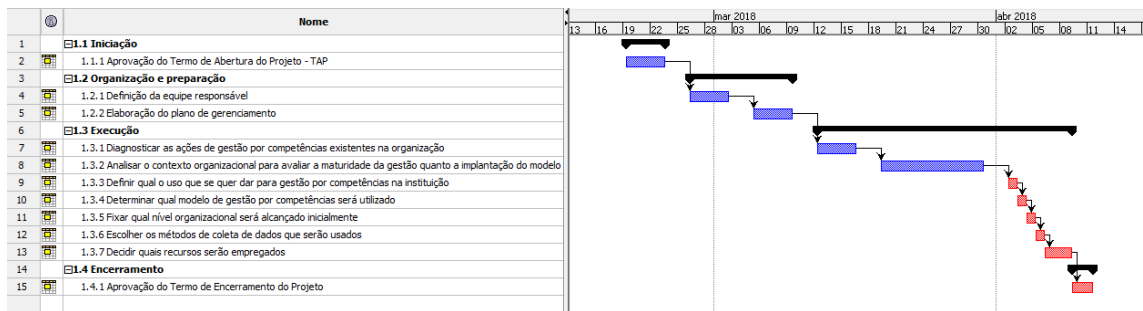 Nome
mar 2018
abr 2018
13 16 19 22 25 28 03 06 09 12 15 18 21 24 27 30 02 05 08 11 14
1 1.1 Iniciação
2 1.1.1 Aprovação do Termo de Abertura do Projeto - TAP
3 1.2 Organização e preparação
4 1.2.1 Definição da equipe responsável
5 1.2.2 Elaboração do plano de gerenciamento
6 1.3 Execução
7 1.3.1 Diagnosticar as ações de gestão por competências existentes na organização
8 1.3.2 Analisar o contexto organizacional para avaliar a maturidade da gestão quanto a implantação do modelo
9 1.3.3 Definir qual o uso que se quer dar para gestão por competências na instituição
10 1.3.4 Determinar qual modelo de gestão por competências será utilizado
11 1.3.5 Fixar qual nível organizacional será alcançado inicialmente
12 1.3.6 Escolher os métodos de coleta de dados que serão usados
13 1.3.7 Decidir quais recursos serão empregados
14 1.4 Encerramento
15 1.4.1 Aprovação do Termo de Encerramento do Projeto